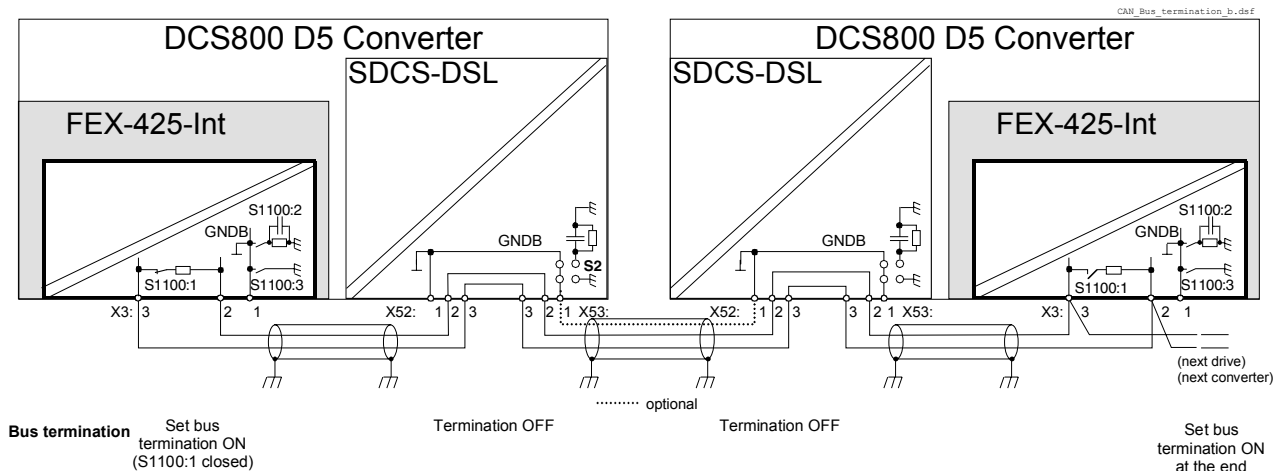 CAN_Bus_termination_b.dsf
DCS800 D5 Converter
DCS800 D5 Converter
SDCS-DSL
SDCS-DSL
FEX-425-Int
FEX-425-Int
S1100:2
GNDB
S1100:1
S1100:3
GNDB
S2
GNDB
S1100:2
GNDB
S1100:1
S1100:3
X3: 3 2 1 X52: 1 2 3 3 2 1 X53: X52: 1 2 3 3 2 1 X53: X3: 3 2 1
(next drive)
(next converter)
optional
Bus termination
Set bus
termination ON
(S1100:1 closed)
Termination OFF
Termination OFF
Set bus
termination ON
at the end